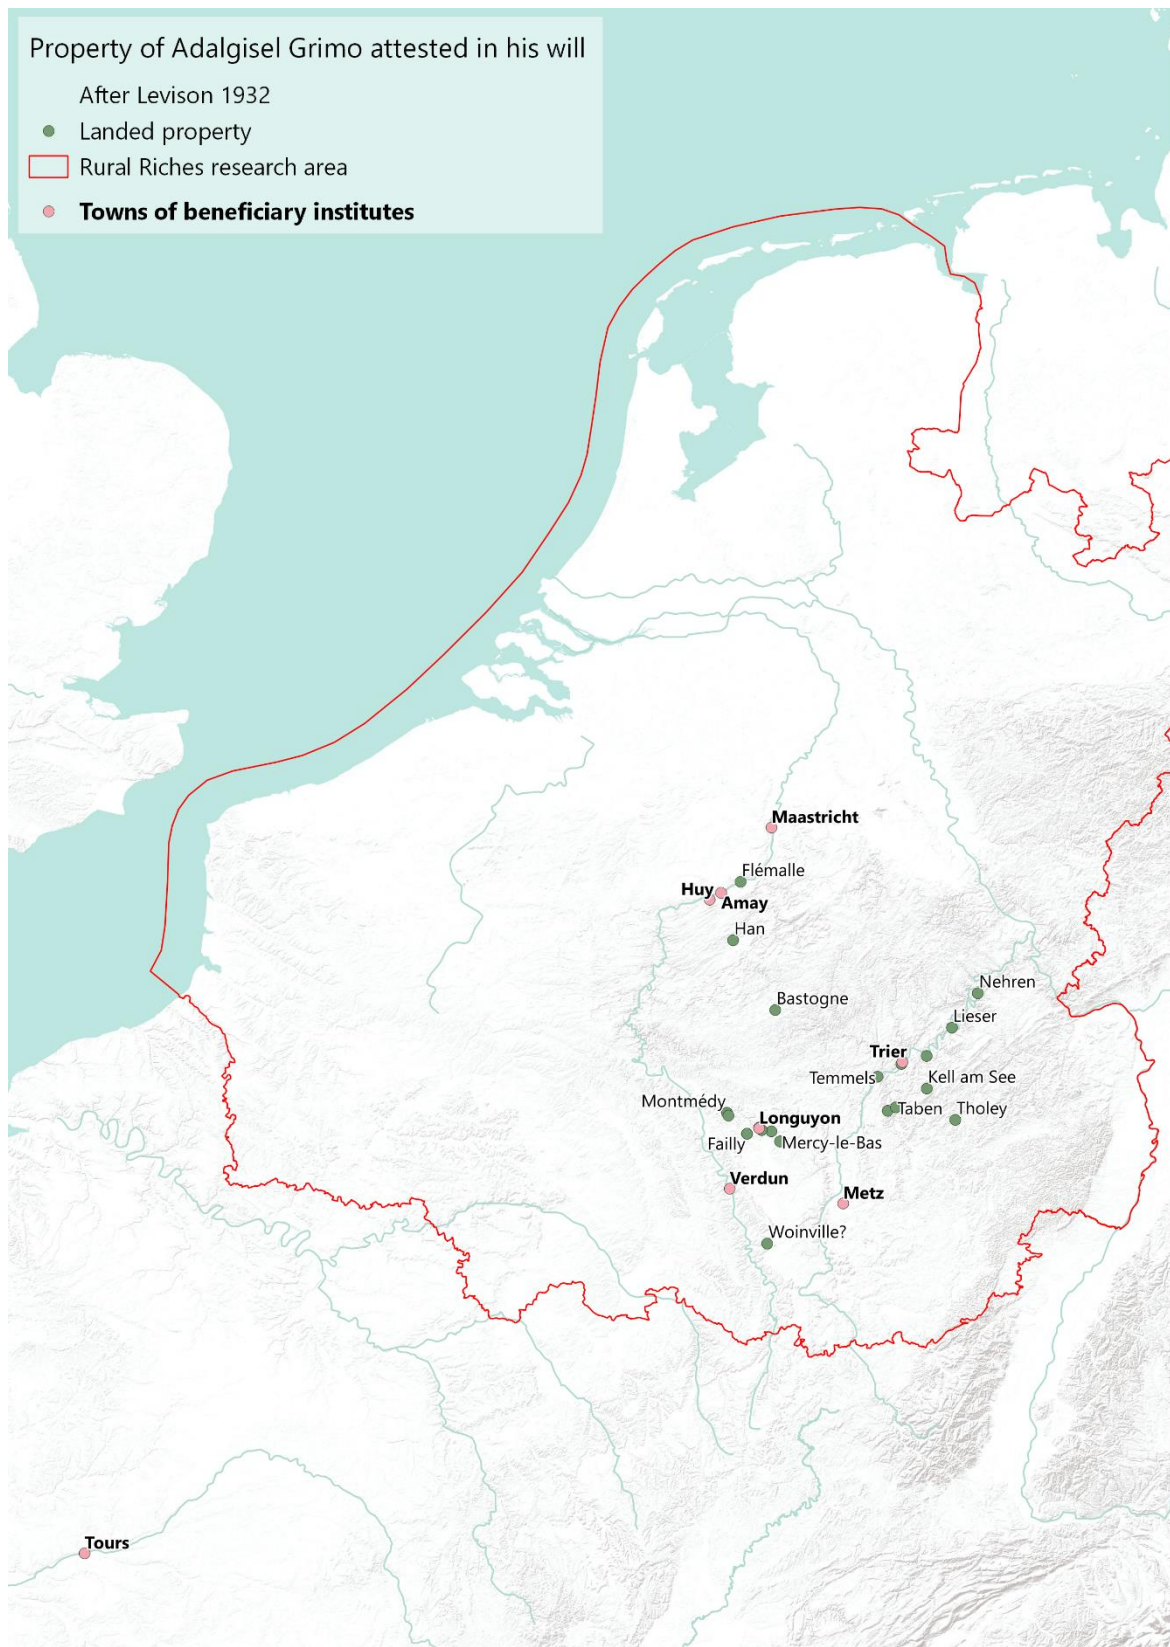 Property of Adalgisel Grimo attested in his will
After Levison 1932
Landed property
Rural Riches research area
Towns of beneficiary institutes
Maastricht
Flémalle
Huy
Amay
Han
Nehren
Bastogne
Lieser
Trier
Temmels
Kell am See
Montmédy
Taben
Tholey
Longuyon
Failly
Mercy-le-Bas
Verdun
Metz
Woinville?
Tours